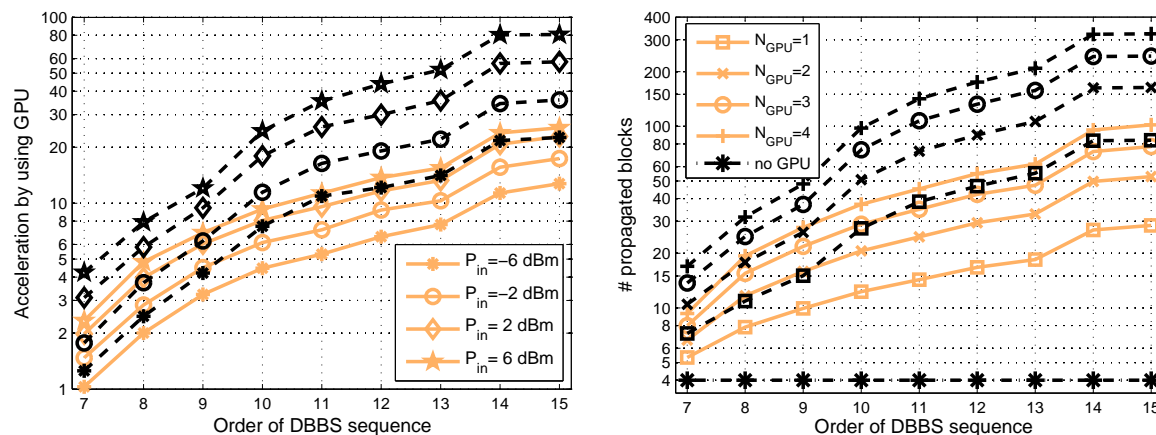 Acceleration by using GPU
100
80
60
50
40
30
20
10
8
6
5
4
3
2
1
7 8 9 10 11 12 13 14 15
Order of DBBS sequence
P_in=−6 dBm
P_in=−2 dBm
P_in= 2 dBm
P_in= 6 dBm
# propagated blocks
400
300
200
150
100
80
60
50
40
30
20
15
10
8
6
5
4
7 8 9 10 11 12 13 14 15
Order of DBBS sequence
N_GPU=1
N_GPU=2
N_GPU=3
N_GPU=4
no GPU